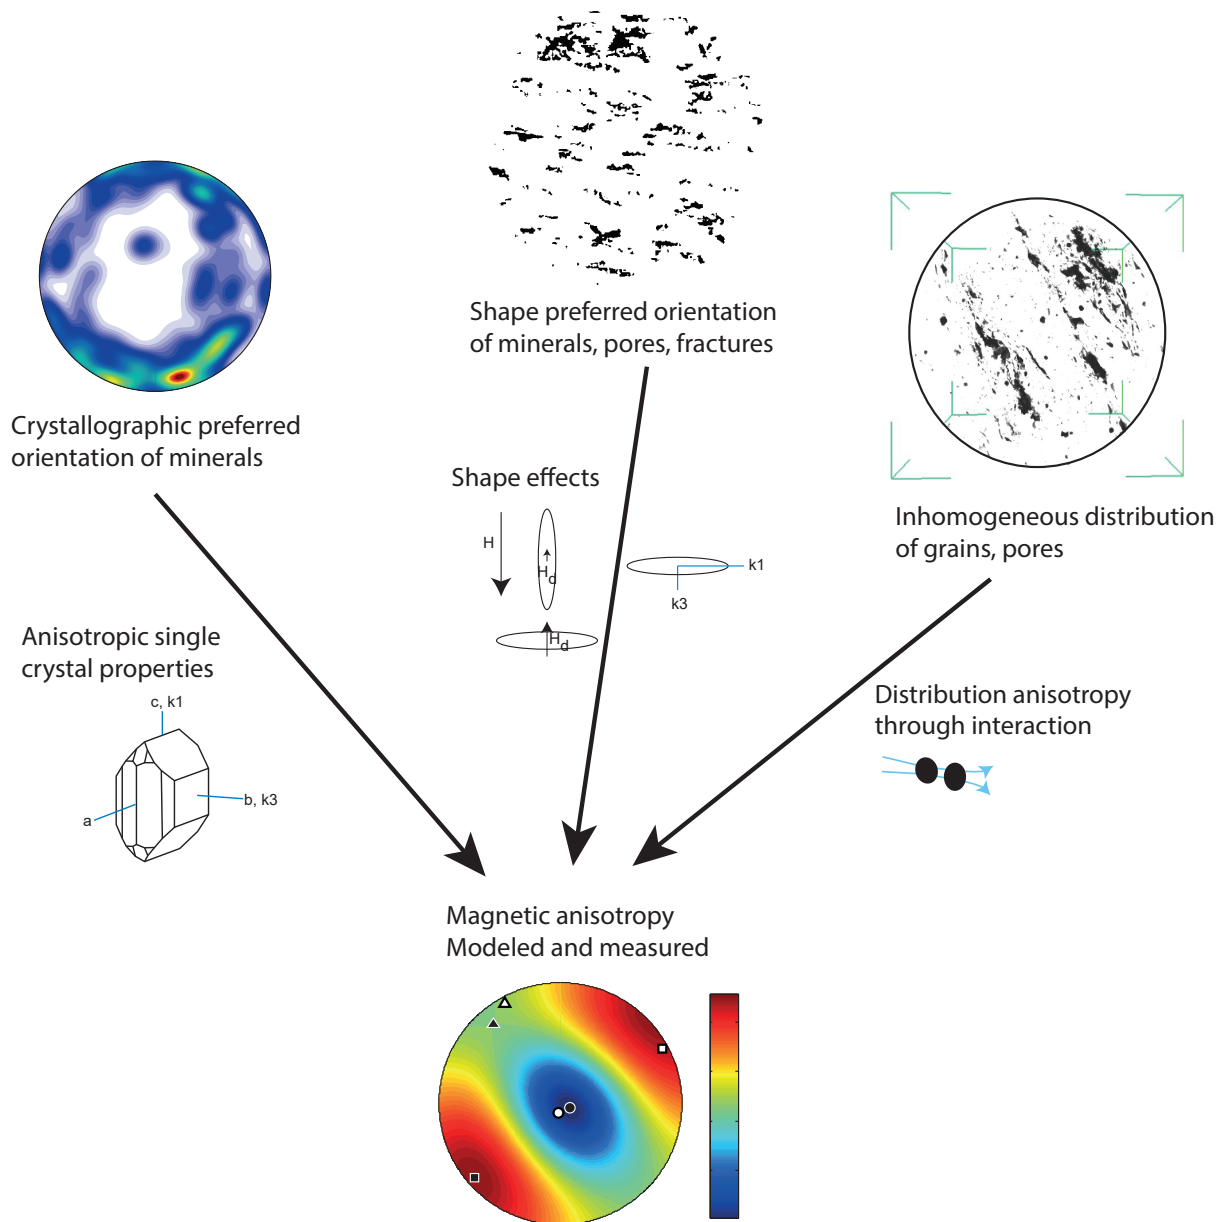 Shape preferred orientation
of minerals, pores, fractures
Crystallographic preferred
orientation of minerals
Shape effects
H
Hd
Hd
k1
k3
Inhomogeneous distribution
of grains, pores
Anisotropic single
crystal properties
c, k1
a
b, k3
Distribution anisotropy
through interaction
Magnetic anisotropy
Modeled and measured